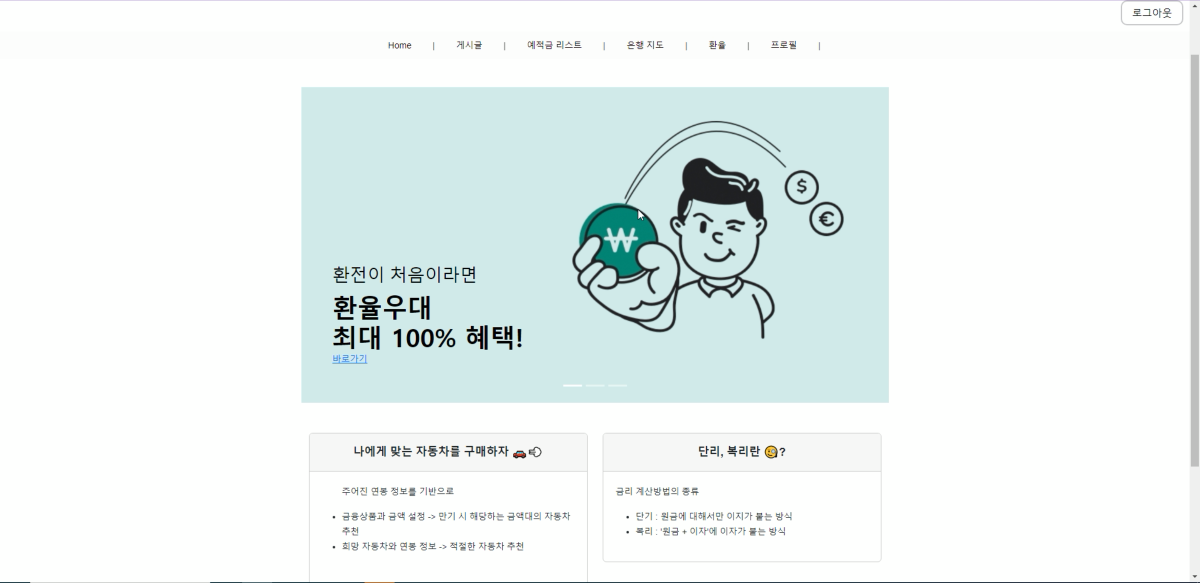 로그아웃
Home | 게시글 | 예적금 리스트 | 은행 지도 | 환율 | 프로필 |
$
€
₩
환전이 처음이라면
환율우대
최대 100% 혜택!
바로가기
나에게 맞는 자동차를 구매하자 🚗💨
주어진 연봉 정보를 기반으로
• 금융상품과 금액 설정 -> 만기 시 해당하는 금액대의 자동차
추천
• 희망 자동차와 연봉 정보 -> 적절한 자동차 추천
단리, 복리란 🧐?
금리 계산방법의 종류
• 단기 : 원금에 대해서만 이지가 붙는 방식
• 복리 : '원금 + 이자'에 이자가 붙는 방식